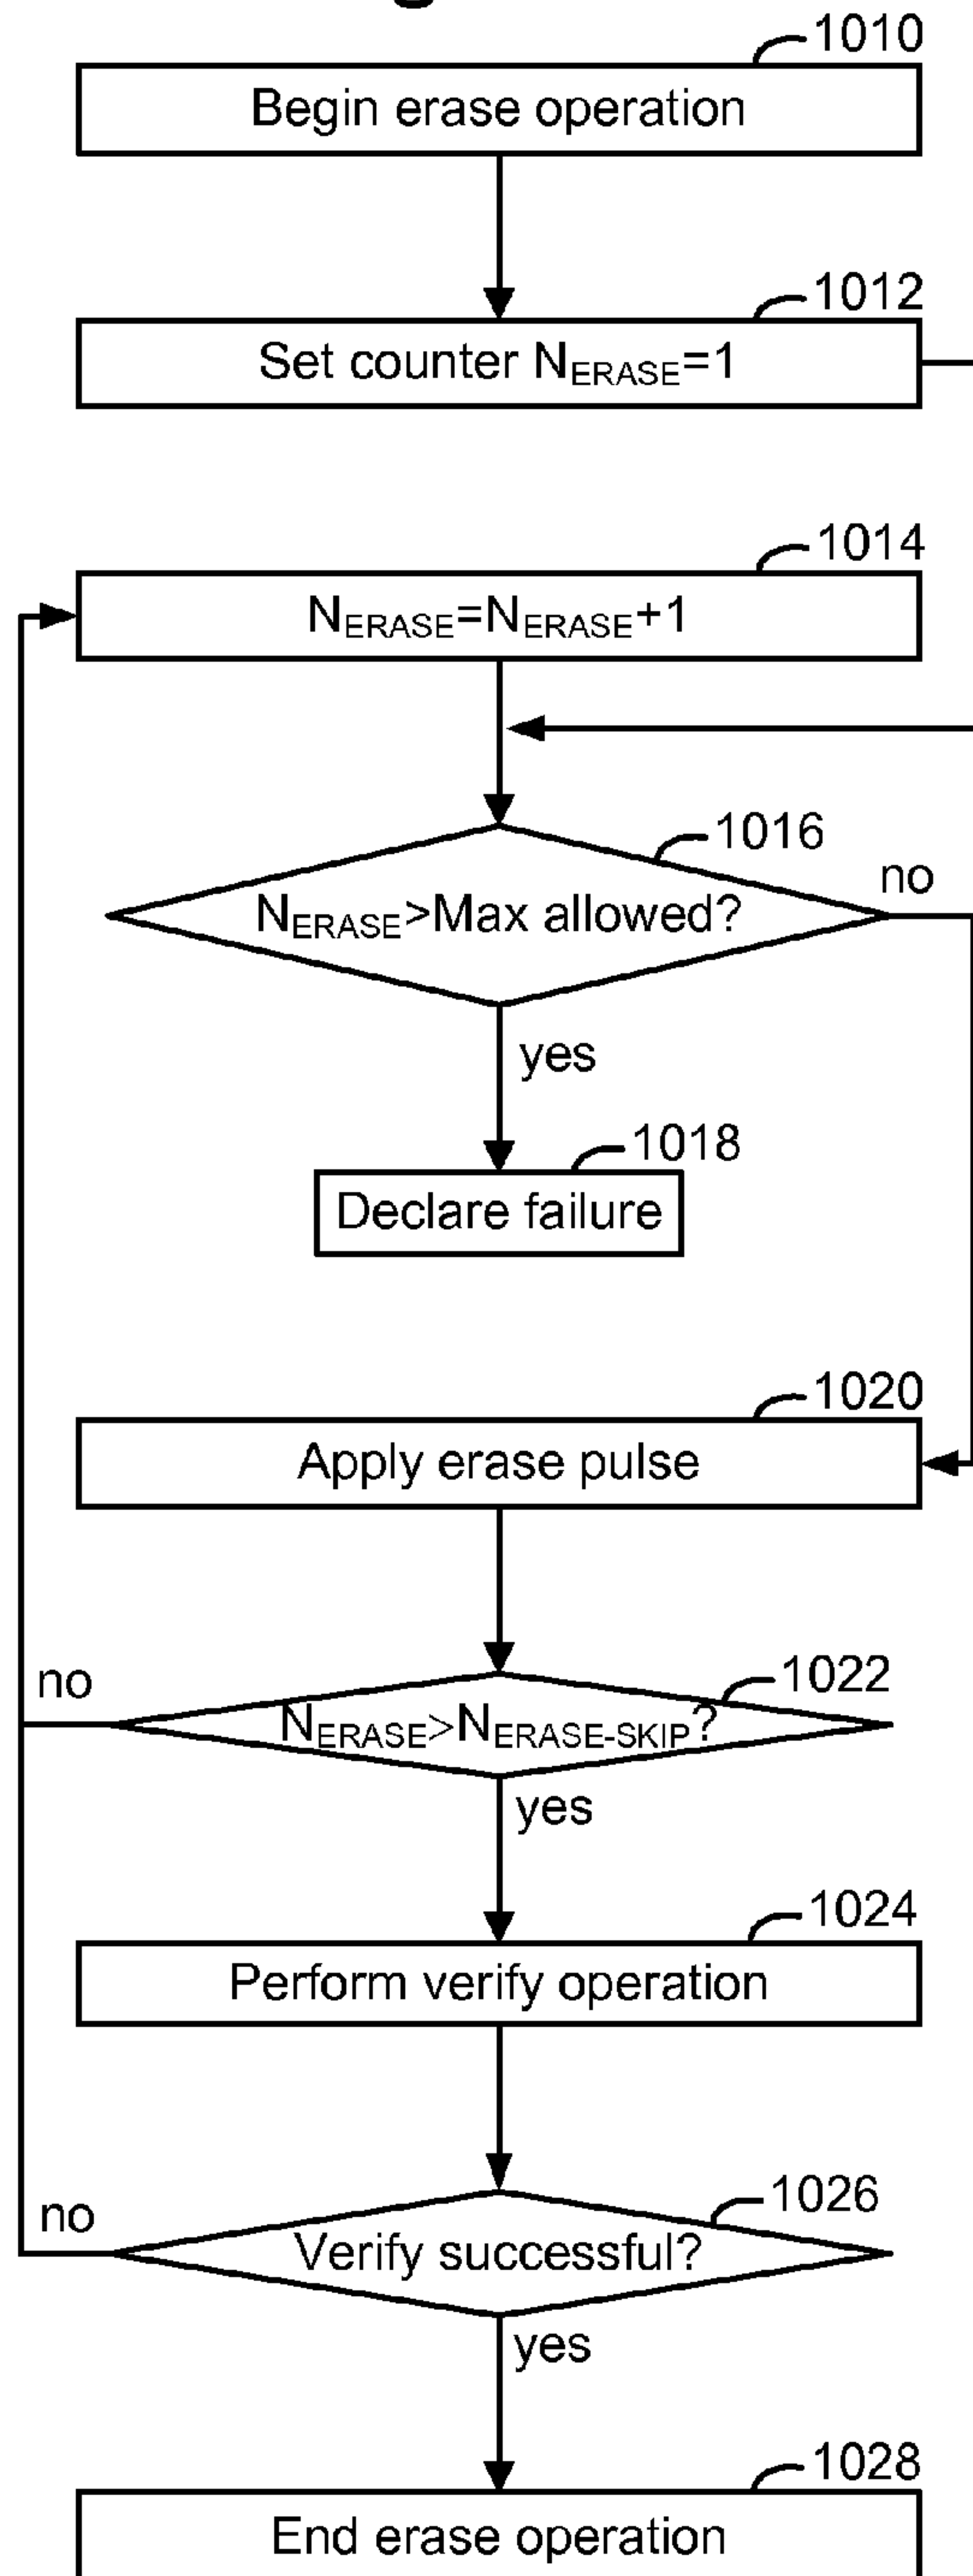 1010
Begin erase operation
1012
Set counter NERASE=1
1014
NERASE=NERASE+1
1016
no
NERASE>Max allowed?
yes
1018
Declare failure
1020
Apply erase pulse
1022
no
NERASE>NERASE-SKIP?
yes
1024
Perform verify operation
1026
no
Verify successful?
yes
1028
End erase operation